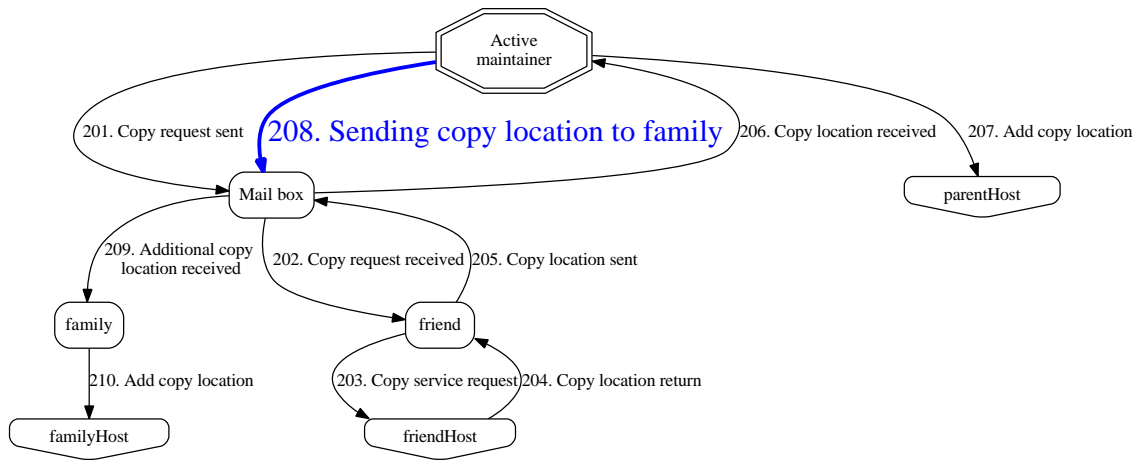 Active
maintainer
201. Copy request sent
208. Sending copy location to family
206. Copy location received
207. Add copy location
Mail box
parentHost
209. Additional copy
location received
202. Copy request received
205. Copy location sent
family
friend
210. Add copy location
203. Copy service request
204. Copy location return
familyHost
friendHost